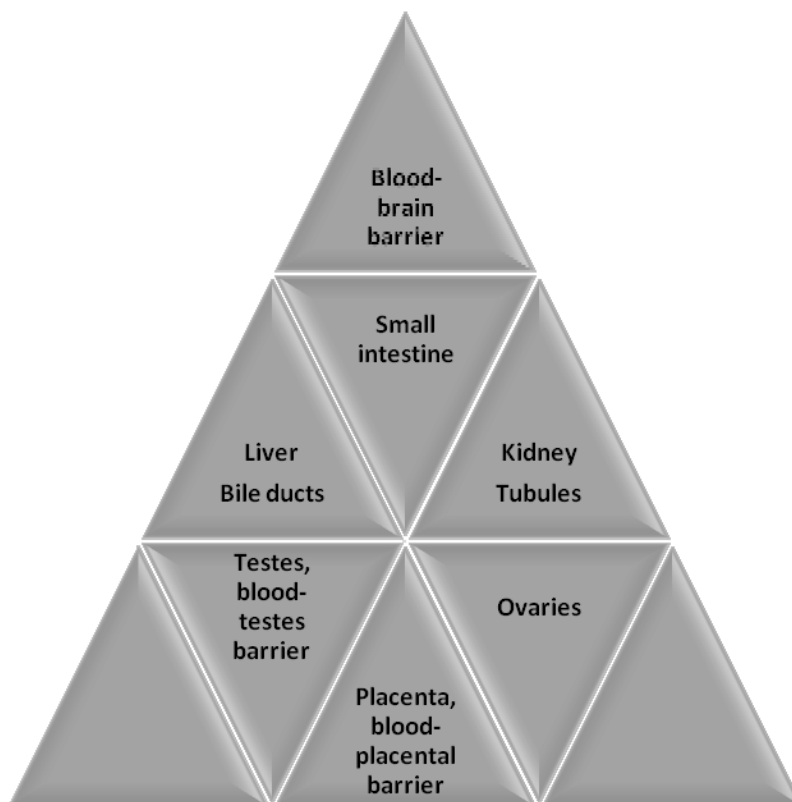 Blood-
brain
barrier
Small
intestine
Liver
Bile ducts
Kidney
Tubules
Testes,
blood-
testes
barrier
Ovaries
Placenta,
blood-
placental
barrier